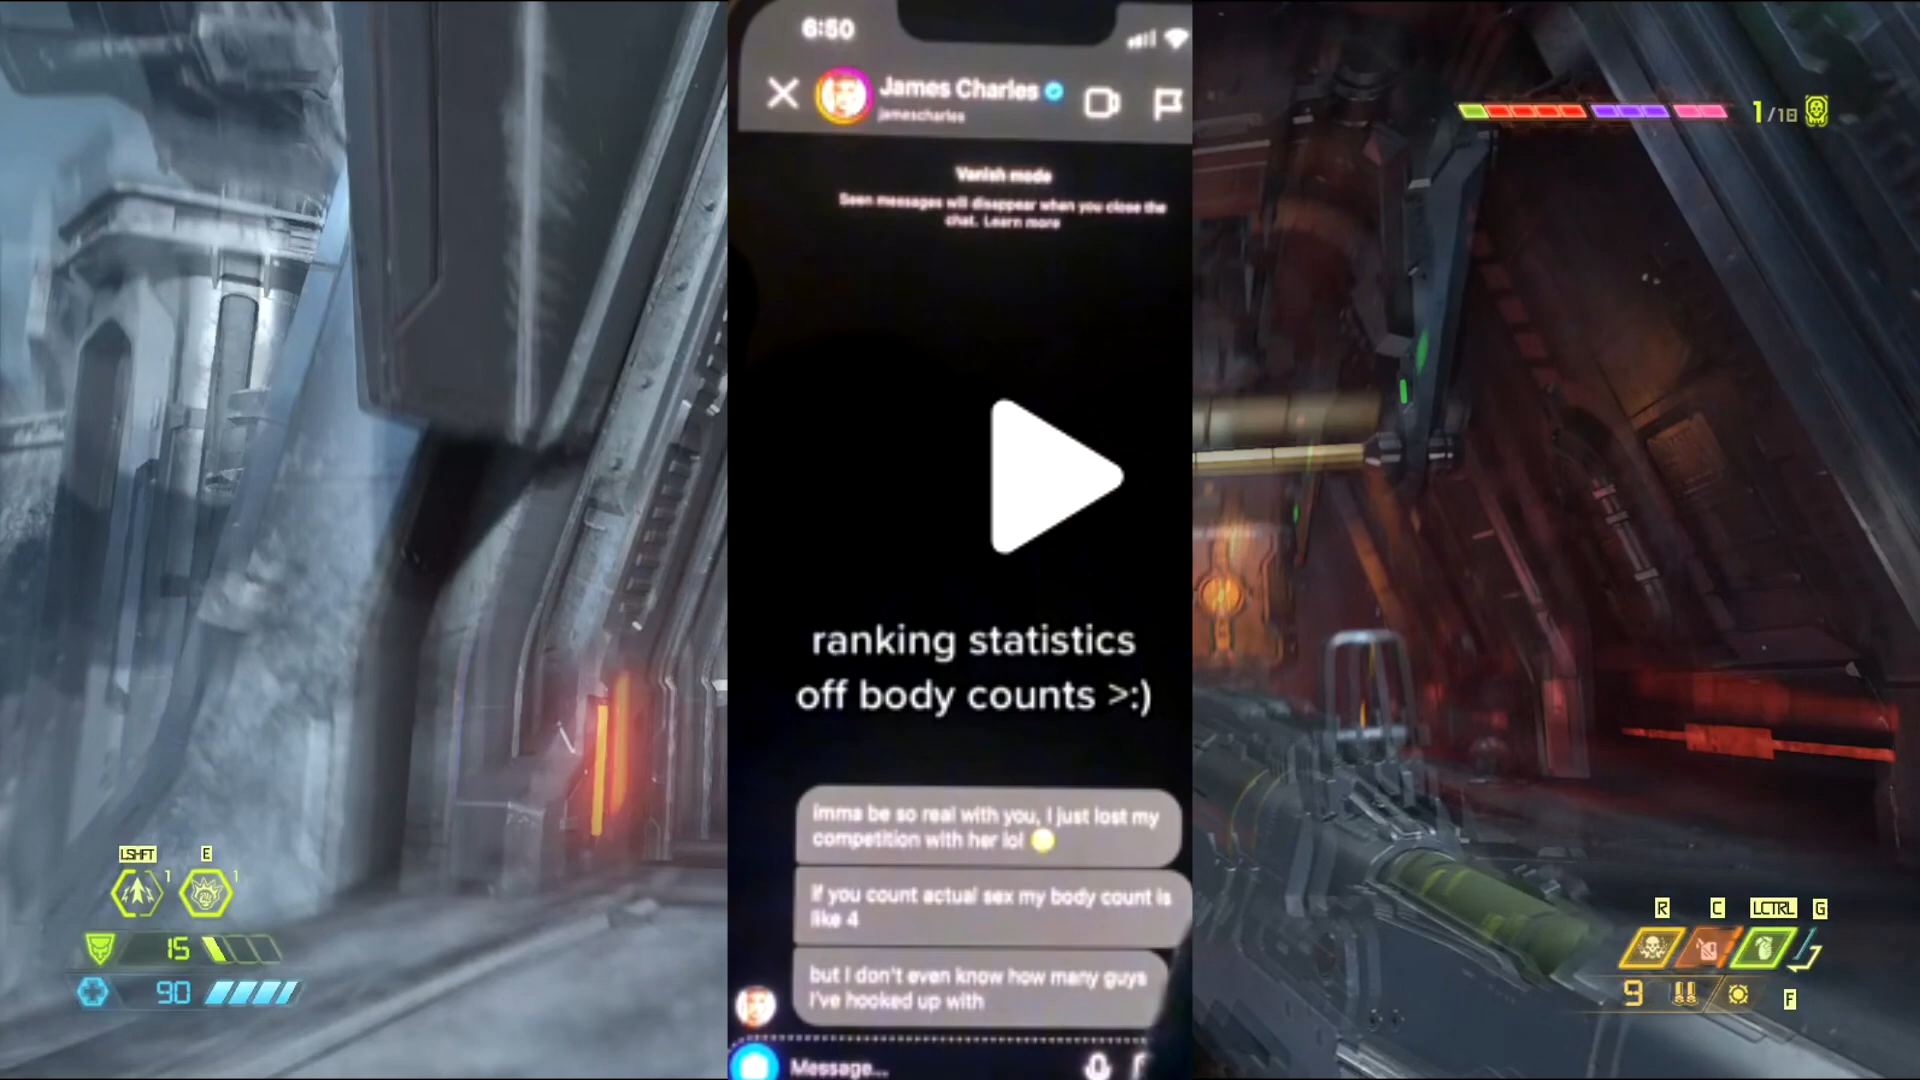 6:50
James Charles
jamescharles
Vanish mode
Seen messages will disappear when you close the
chat. Learn more
ranking statistics
off body counts >:)
imma be so real with you, I just lost my
competition with her lol
if you count actual sex my body count is
like 4
but I don't even know how many guys
I've hooked up with
Message...
1/18
LSHFT E
1 1
15
90
R C LCTRL G
9 F